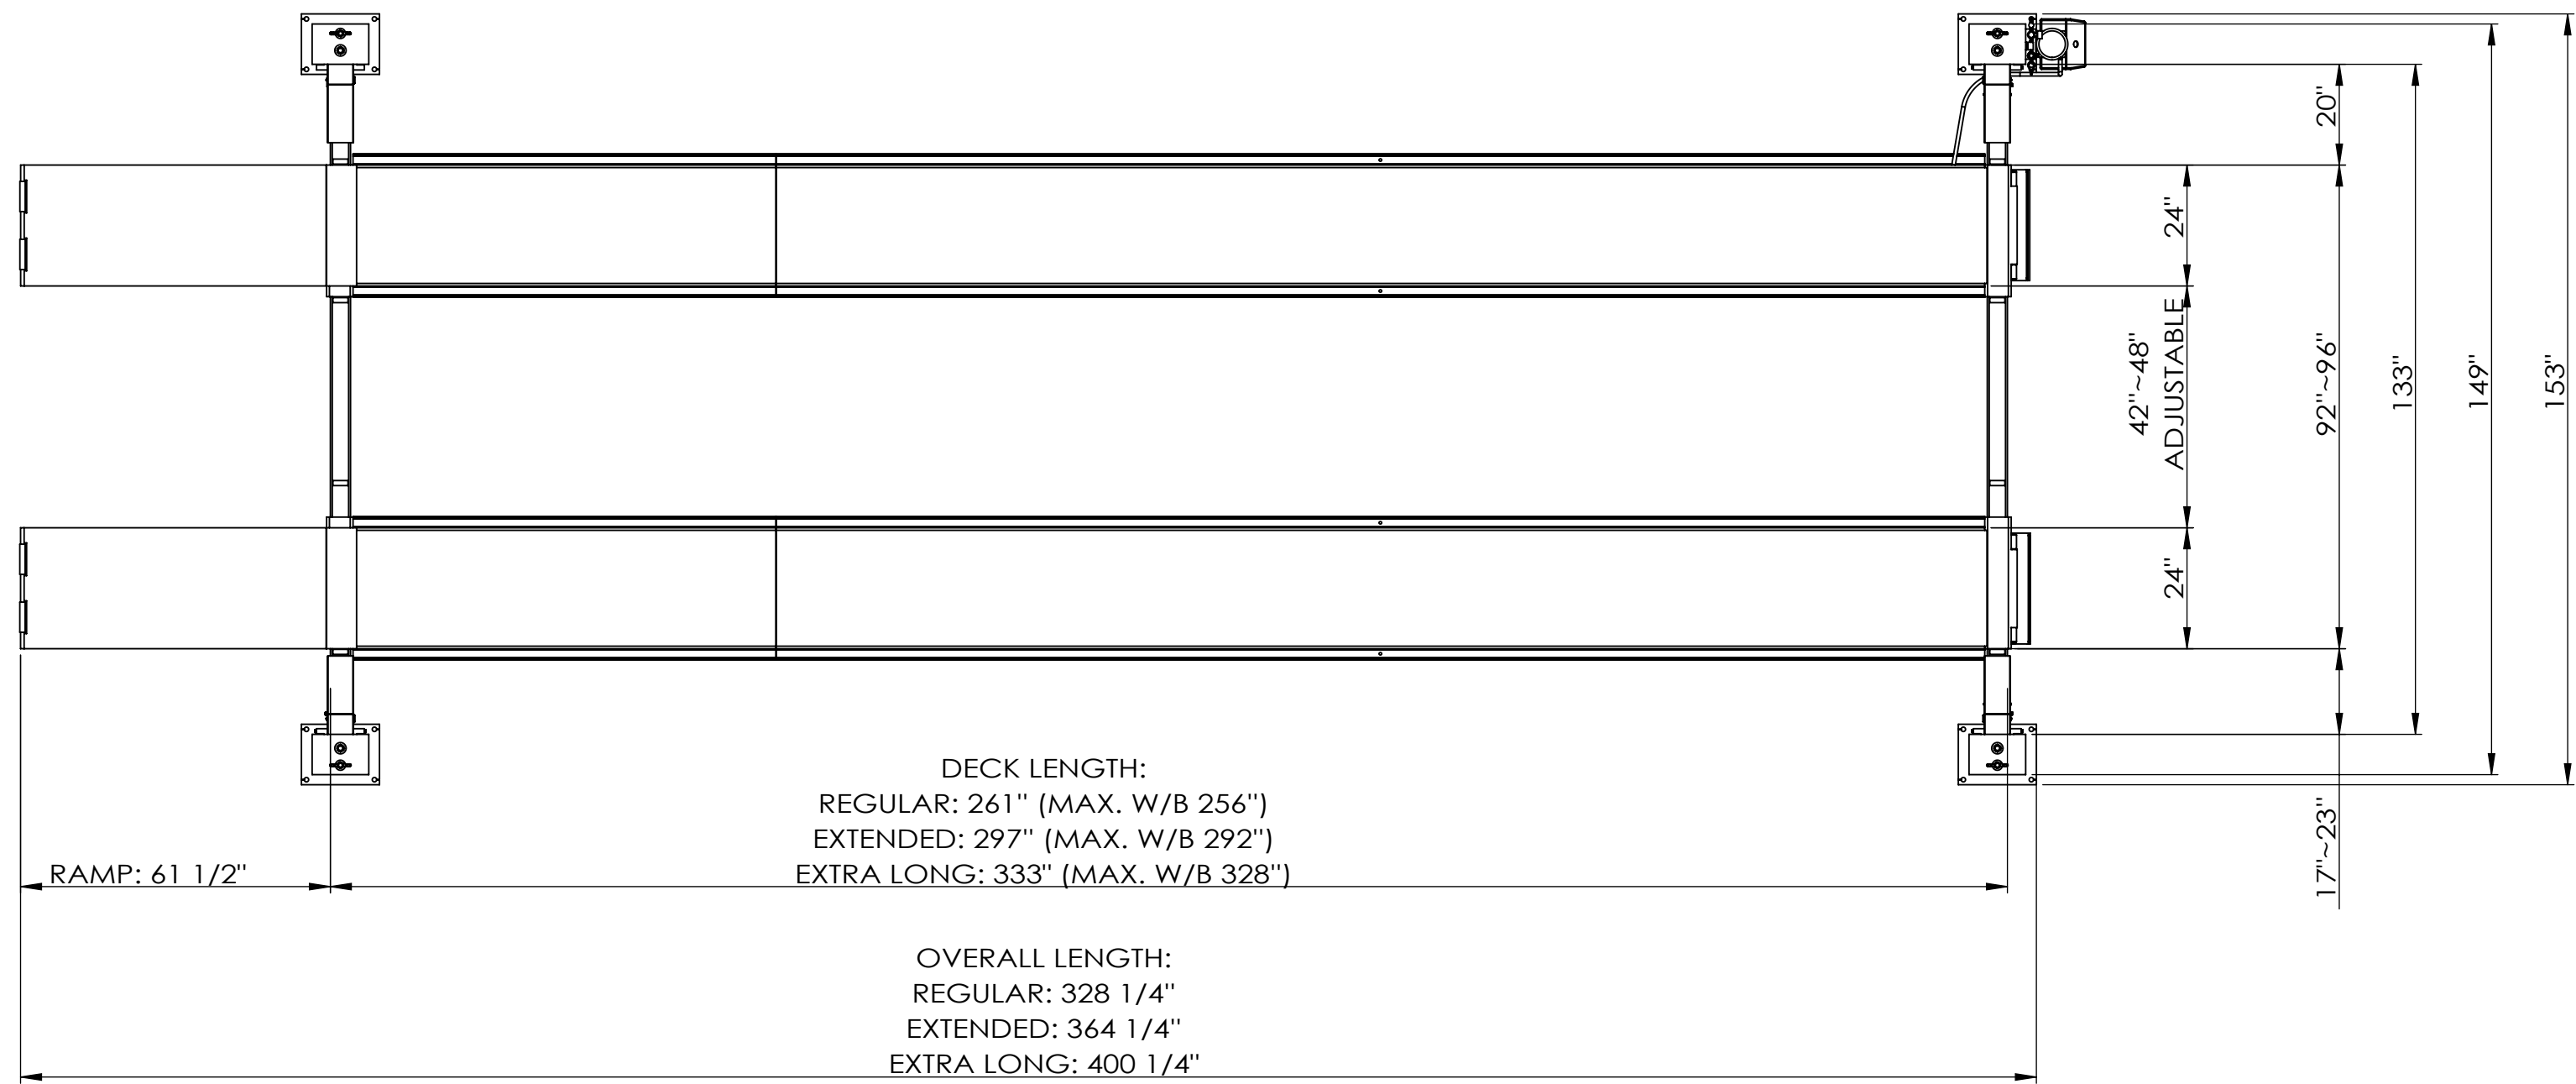 20"
24"
42"~48"
ADJUSTABLE
92"~96"
133"
149"
153"
24"
17"~23"
DECK LENGTH:
REGULAR: 261" (MAX. W/B 256")
EXTENDED: 297" (MAX. W/B 292")
EXTRA LONG: 333" (MAX. W/B 328")
RAMP: 61 1/2"
OVERALL LENGTH:
REGULAR: 328 1/4"
EXTENDED: 364 1/4"
EXTRA LONG: 400 1/4"